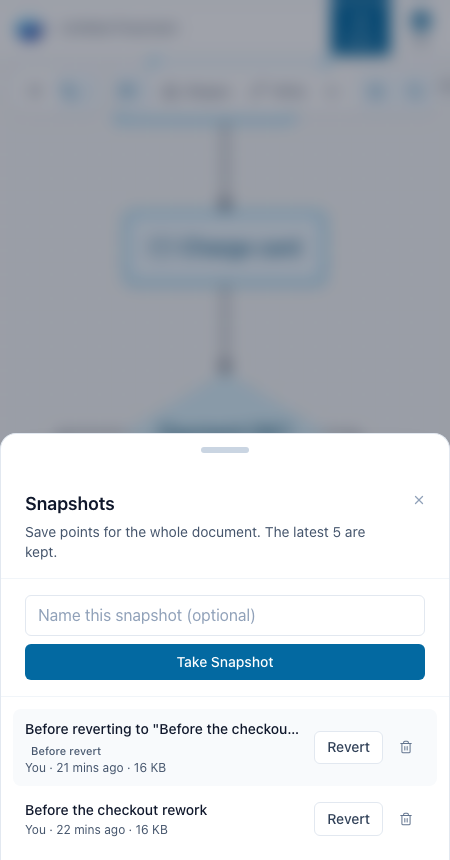 Snapshots
Save points for the whole document. The latest 5 are
kept.
Name this snapshot (optional)
Take Snapshot
Before reverting to "Before the checkou...
Before revert
You · 21 mins ago · 16 KB
Revert
Before the checkout rework
You · 22 mins ago · 16 KB
Revert